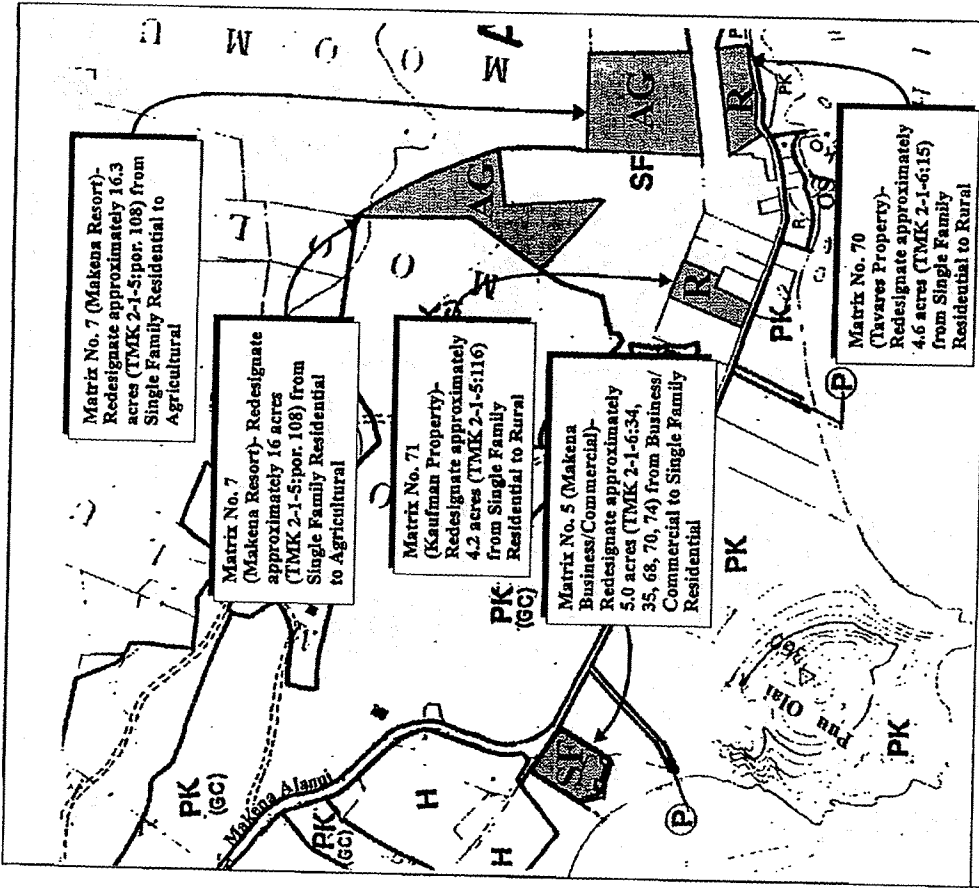 Matrix No. 7 (Makena Resort)-
Redesignate approximately 16.3
acres (TMK 2-1-5:por. 108) from
Single Family Residential to
Agricultural
Matrix No. 7
(Makena Resort)- Redesignate
approximately 16 acres
(TMK 2-1-5:por. 108) from
Single Family Residential
to Agricultural
Matrix No. 71
(Kaufman Property)-
Redesignate approximately
4.2 acres (TMK 2-1-5:116)
from Single Family
Residential to Rural
Matrix No. 5 (Makena
Business/Commercial)-
Redesignate approximately
5.0 acres (TMK 2-1-6:34,
35, 68, 70, 74) from Business/
Commercial to Single Family
Residential
Matrix No. 70
(Tavares Property)-
Redesignate approximately
4.6 acres (TMK 2-1-6:15)
from Single Family
Residential to Rural
U
M
O
O
M
A
AG
SF
R
PK
AG
L
O
M
R
R
OS
PK
P
PK
(GC)
PK
PK
(GC)
Makena Alanui
PK
(GC)
H
H
SF
P
Puu Olai
360
PK